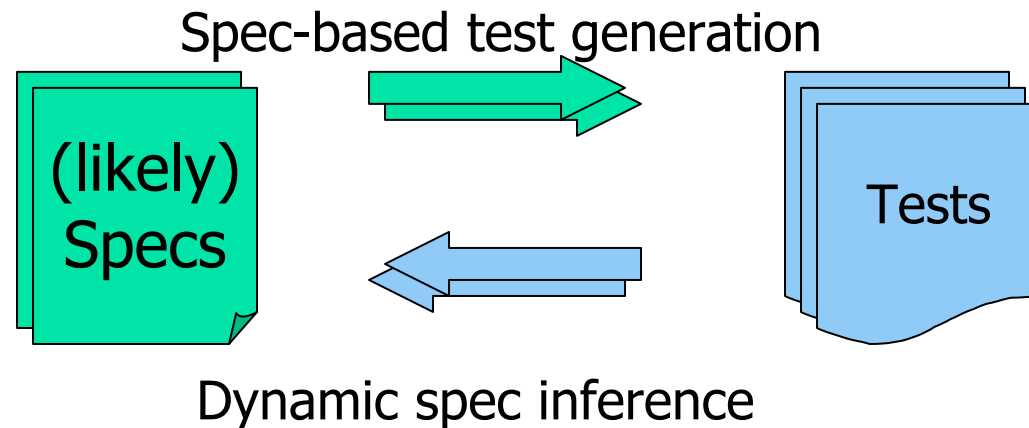 Spec-based test generation
(likely)
Specs
Tests
Dynamic spec inference